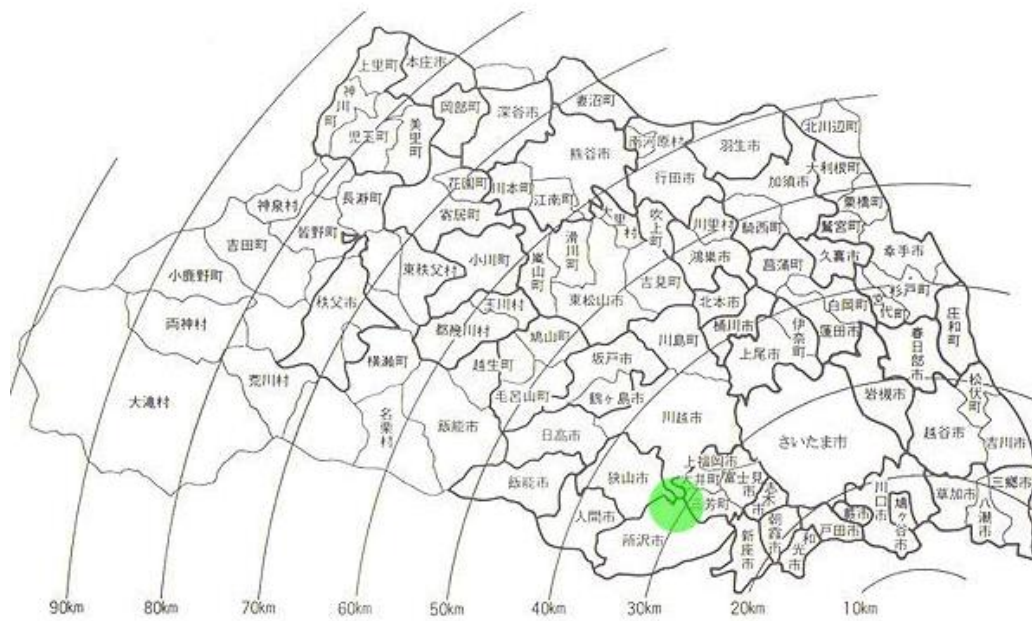 上里町
本庄市
神川町
児玉町
美里町
岡部町
深谷市
妻沼町
熊谷市
南河原村
行田市
羽生市
加須市
北川辺町
大利根町
栗橋町
鷲宮町
騎西町
川里村
吹上町
大里村
江南町
川本町
花園町
寄居町
長瀞町
神泉村
皆野町
吉田町
小鹿野町
両神村
大滝村
荒川村
秩父市
横瀬町
名栗村
東秩父村
小川町
嵐山町
滑川町
玉川村
都幾川村
鳩山町
越生町
毛呂山町
東松山市
吉見町
鴻巣市
北本市
菖蒲町
久喜市
幸手市
杉戸町
宮代町
白岡町
蓮田市
伊奈町
桶川市
上尾市
川島町
坂戸市
鶴ヶ島市
川越市
日高市
飯能市
飯能市
狭山市
入間市
所沢市
上福岡市
大井町
三芳町
富士見市
志木市
新座市
朝霞市
和光市
戸田市
蕨市
川口市
鳩ヶ谷市
さいたま市
岩槻市
春日部市
庄和町
松伏町
越谷市
吉川市
草加市
八潮市
三郷市
90km
80km
70km
60km
50km
40km
30km
20km
10km